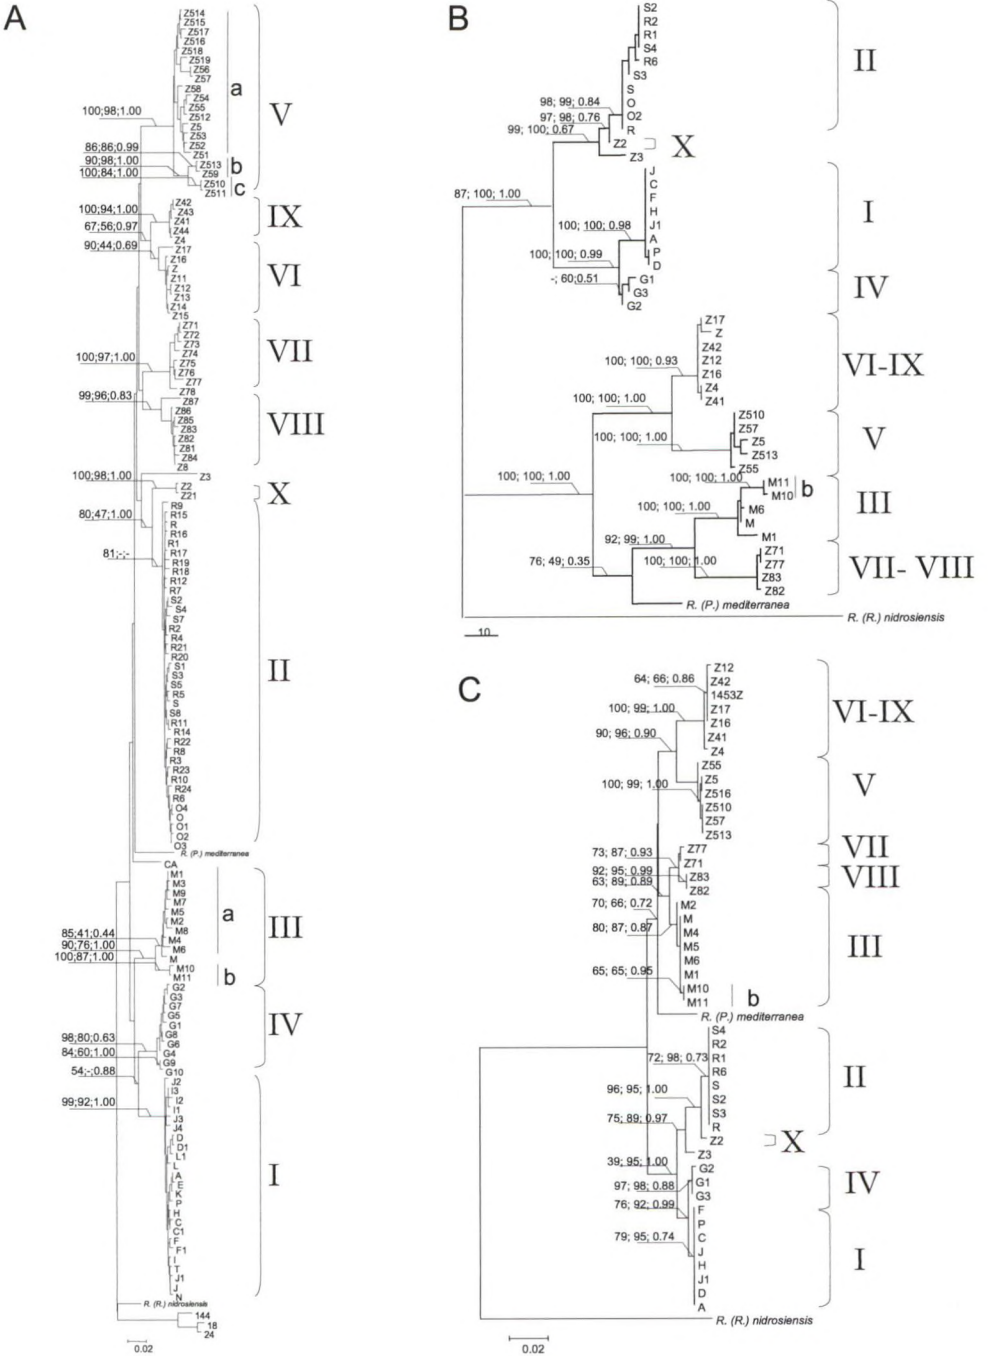 A
Z514
Z515
Z517
Z516
Z518
Z519
Z56
Z57
Z58
Z54
Z55
Z512
Z5
Z53
Z52
Z51
Z513
Z59
Z510
Z511
a
b
c
V
100;98;1.00
86;86;0.99
90;98;1.00
100;84;1.00
Z42
Z43
Z41
Z44
Z4
IX
100;94;1.00
67;56;0.97
90;44;0.69
Z17
Z16
Z
Z11
Z12
Z13
Z14
Z15
VI
Z71
Z72
Z73
Z74
Z75
Z76
Z77
Z78
VII
100;97;1.00
99;96;0.83
Z87
Z86
Z85
Z83
Z82
Z81
Z84
Z8
VIII
Z3
Z2
Z21
X
100;98;1.00
80;47;1.00
81;-;-
R9
R15
R
R16
R1
R17
R19
R18
R12
R7
S2
S4
S7
R2
R4
R21
R20
S1
S3
S5
R5
S
S8
R11
R14
R22
R8
R3
R23
R10
R24
R6
O4
O
O1
O2
O3
II
R. (P.) mediterranea
CA
M1
M3
M9
M7
M5
M2
M8
M4
M6
M
M10
M11
a
b
III
85;41;0.44
90;76;1.00
100;87;1.00
G2
G3
G7
G5
G1
G8
G6
G4
G9
G10
IV
98;80;0.63
84;60;1.00
54;-;0.88
99;92;1.00
J2
I3
I2
I1
J3
J4
D
D1
L1
L
A
E
K
P
H
C
C1
F
F1
I
T
J1
J
N
I
R. (R.) nidrosiensis
144
18
24
0.02
B
S2
R2
R1
S4
R6
S3
S
O
O2
R
Z2
Z3
II
X
98; 99; 0.84
97; 98; 0.76
99; 100; 0.67
87; 100; 1.00
J
C
F
H
J1
A
P
D
I
100; 100; 0.98
100; 100; 0.99
-; 60;0.51
G1
G3
G2
IV
Z17
Z
Z42
Z12
Z16
Z4
Z41
VI-IX
100; 100; 0.93
100; 100; 1.00
100; 100; 1.00
Z510
Z57
Z5
Z513
Z55
V
100; 100; 1.00
100; 100; 1.00
M11
M10
M6
M
M1
b
III
100; 100; 1.00
92; 99; 1.00
76; 49; 0.35
100; 100; 1.00
Z71
Z77
Z83
Z82
VII- VIII
R. (P.) mediterranea
R. (R.) nidrosiensis
10
C
Z12
Z42
1453Z
Z17
Z16
Z41
Z4
VI-IX
64; 66; 0.86
100; 99; 1.00
90; 96; 0.90
Z55
Z5
Z516
Z510
Z57
Z513
V
100; 99; 1.00
Z77
Z71
Z83
Z82
VII
VIII
73; 87; 0.93
92; 95; 0.99
63; 89; 0.89
70; 66; 0.72
80; 87; 0.87
65; 65; 0.95
M2
M
M4
M5
M6
M1
M10
M11
b
III
R. (P.) mediterranea
S4
R2
R1
R6
S
S2
S3
R
Z2
Z3
II
X
72; 98; 0.73
96; 95; 1.00
75; 89; 0.97
39; 95; 1.00
97; 98; 0.88
76; 92; 0.99
79; 95; 0.74
G2
G1
G3
IV
F
P
C
J
H
J1
D
A
I
R. (R.) nidrosiensis
0.02